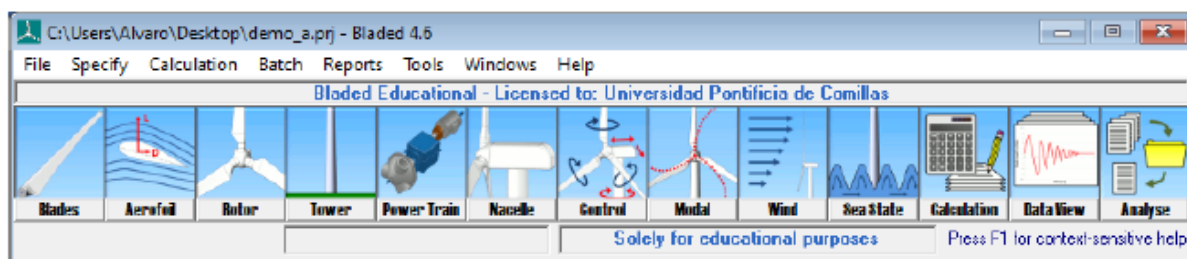 C:\Users\Alvaro\Desktop\demo_a.prj - Bladed 4.6
File Specify Calculation Batch Reports Tools Windows Help
Bladed Educational - Licensed to: Universidad Pontificia de Comillas
L
D
Blades Aerofoil Rotor Tower Power Train Nacelle Control Modal Wind Sea State Calculation Data View Analyse
Solely for educational purposes Press F1 for context-sensitive help